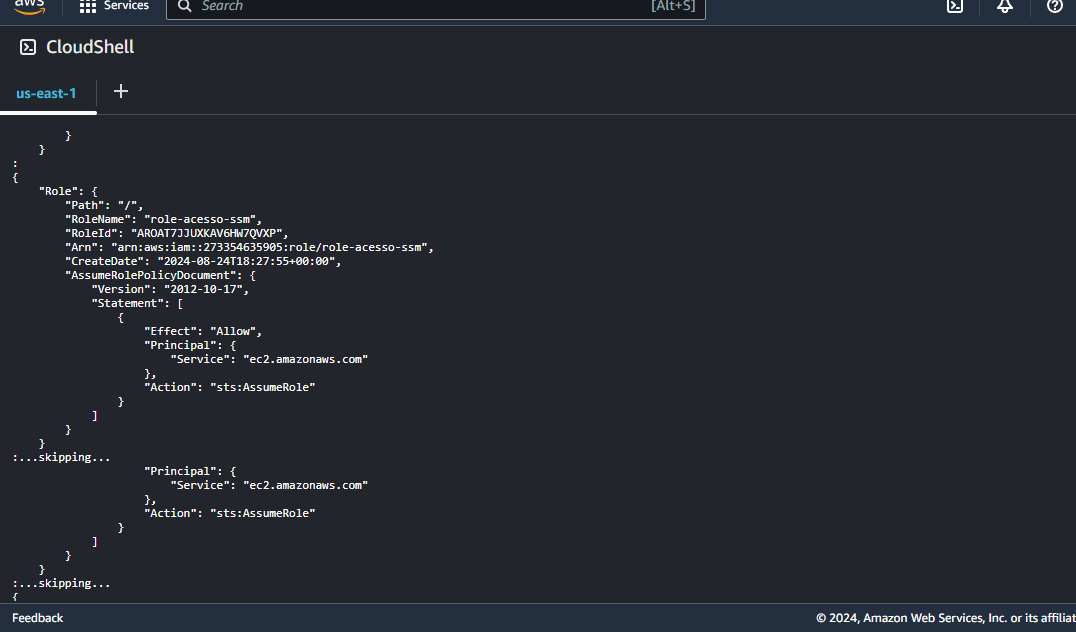 aws
Services
Search
[Alt+S]
CloudShell
us-east-1
        }
    }
:
{
    "Role": {
        "Path": "/",
        "RoleName": "role-acesso-ssm",
        "RoleId": "AROAT7JJUXKAV6HW7QVXP",
        "Arn": "arn:aws:iam::273354635905:role/role-acesso-ssm",
        "CreateDate": "2024-08-24T18:27:55+00:00",
        "AssumeRolePolicyDocument": {
            "Version": "2012-10-17",
            "Statement": [
                {
                    "Effect": "Allow",
                    "Principal": {
                        "Service": "ec2.amazonaws.com"
                    },
                    "Action": "sts:AssumeRole"
                }
            ]
        }
    }
:...skipping...
                    "Principal": {
                        "Service": "ec2.amazonaws.com"
                    },
                    "Action": "sts:AssumeRole"
                }
            ]
        }
    }
:...skipping...
{
Feedback
© 2024, Amazon Web Services, Inc. or its affiliat